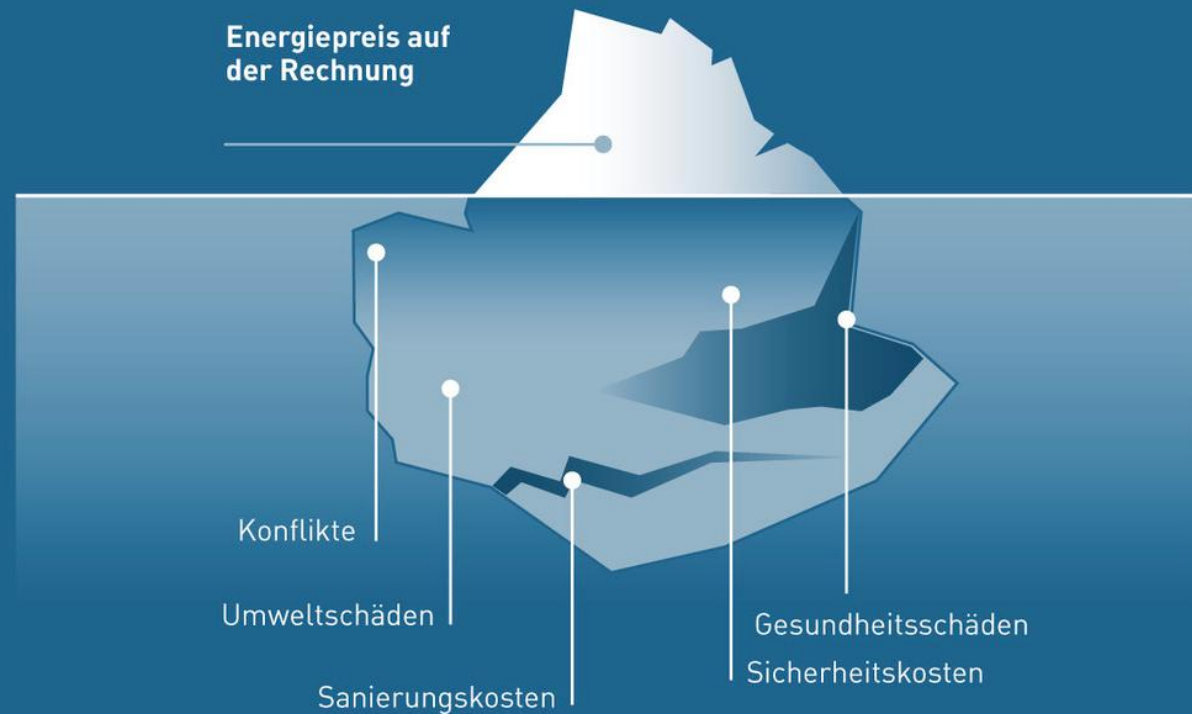 Energiepreis auf
der Rechnung
Konflikte
Umweltschäden
Gesundheitsschäden
Sicherheitskosten
Sanierungskosten